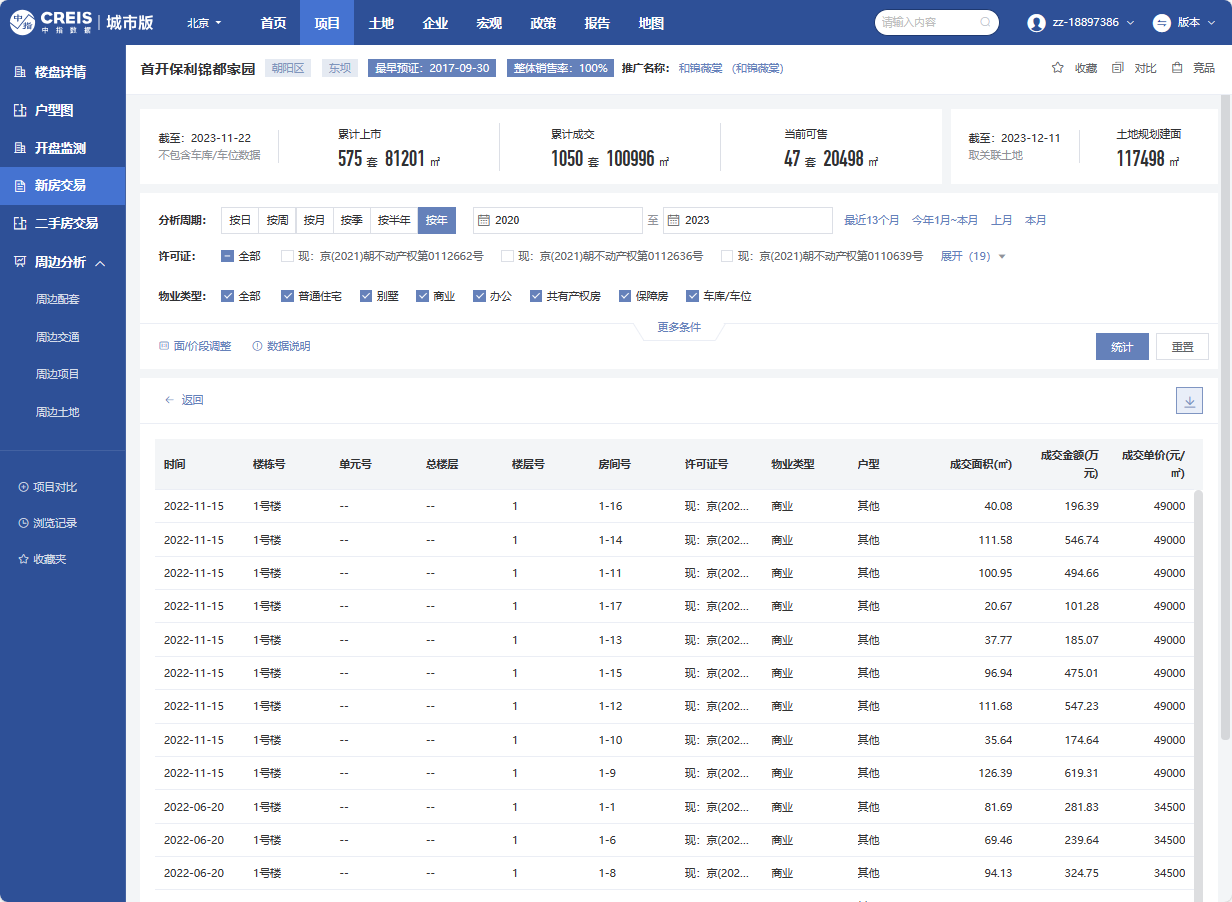 中指 CREIS 中指数据 | 城市版 北京 首页 项目 土地 企业 宏观 政策 报告 地图 请输入内容 zz-18897386 版本
楼盘详情
户型图
开盘监测
新房交易
二手房交易
周边分析
周边配套
周边交通
周边项目
周边土地
项目对比
浏览记录
收藏夹
首开保利锦都家园 朝阳区 东坝 最早预证：2017-09-30 整体销售率：100% 推广名称： 和锦薇棠 (和锦薇棠) 收藏 对比 竞品
截至：2023-11-22
不包含车库/车位数据
累计上市
575 套 81201 ㎡
累计成交
1050 套 100996 ㎡
当前可售
47 套 20498 ㎡
截至：2023-12-11
取关联土地
土地规划建面
117498 ㎡
分析周期： 按日 按周 按月 按季 按半年 按年 2020 至 2023 最近13个月 今年1月~本月 上月 本月
许可证： 全部 现：京(2021)朝不动产权第0112662号 现：京(2021)朝不动产权第0112636号 现：京(2021)朝不动产权第0110639号 展开 (19)
物业类型： 全部 普通住宅 别墅 商业 办公 共有产权房 保障房 车库/车位
更多条件
面/价段调整 数据说明 统计 重置
返回
时间 楼栋号 单元号 总楼层 楼层号 房间号 许可证号 物业类型 户型 成交面积(㎡) 成交金额(万元) 成交单价(元/㎡)
2022-11-15 1号楼 -- -- 1 1-16 现：京(202... 商业 其他 40.08 196.39 49000
2022-11-15 1号楼 -- -- 1 1-14 现：京(202... 商业 其他 111.58 546.74 49000
2022-11-15 1号楼 -- -- 1 1-11 现：京(202... 商业 其他 100.95 494.66 49000
2022-11-15 1号楼 -- -- 1 1-17 现：京(202... 商业 其他 20.67 101.28 49000
2022-11-15 1号楼 -- -- 1 1-13 现：京(202... 商业 其他 37.77 185.07 49000
2022-11-15 1号楼 -- -- 1 1-15 现：京(202... 商业 其他 96.94 475.01 49000
2022-11-15 1号楼 -- -- 1 1-12 现：京(202... 商业 其他 111.68 547.23 49000
2022-11-15 1号楼 -- -- 1 1-10 现：京(202... 商业 其他 35.64 174.64 49000
2022-11-15 1号楼 -- -- 1 1-9 现：京(202... 商业 其他 126.39 619.31 49000
2022-06-20 1号楼 -- -- 1 1-1 现：京(202... 商业 其他 81.69 281.83 34500
2022-06-20 1号楼 -- -- 1 1-6 现：京(202... 商业 其他 69.46 239.64 34500
2022-06-20 1号楼 -- -- 1 1-8 现：京(202... 商业 其他 94.13 324.75 34500